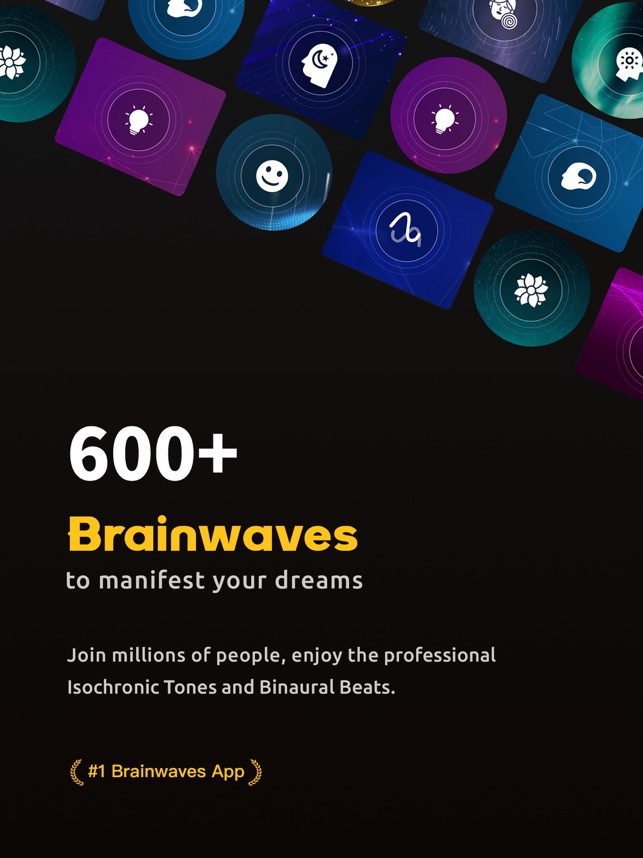 600+
Brainwaves
to manifest your dreams
Join millions of people, enjoy the professional
Isochronic Tones and Binaural Beats.
#1 Brainwaves App